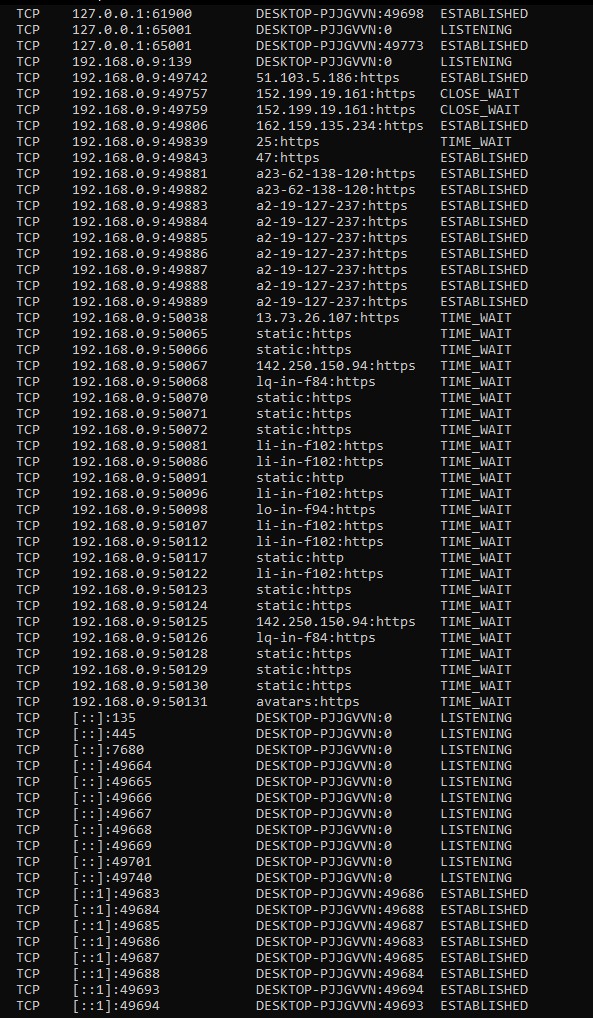 TCP 127.0.0.1:61900 DESKTOP-PJJGVVN:49698 ESTABLISHED
TCP 127.0.0.1:65001 DESKTOP-PJJGVVN:0 LISTENING
TCP 127.0.0.1:65001 DESKTOP-PJJGVVN:49773 ESTABLISHED
TCP 192.168.0.9:139 DESKTOP-PJJGVVN:0 LISTENING
TCP 192.168.0.9:49742 51.103.5.186:https ESTABLISHED
TCP 192.168.0.9:49757 152.199.19.161:https CLOSE_WAIT
TCP 192.168.0.9:49759 152.199.19.161:https CLOSE_WAIT
TCP 192.168.0.9:49806 162.159.135.234:https ESTABLISHED
TCP 192.168.0.9:49839 25:https TIME_WAIT
TCP 192.168.0.9:49843 47:https ESTABLISHED
TCP 192.168.0.9:49881 a23-62-138-120:https ESTABLISHED
TCP 192.168.0.9:49882 a23-62-138-120:https ESTABLISHED
TCP 192.168.0.9:49883 a2-19-127-237:https ESTABLISHED
TCP 192.168.0.9:49884 a2-19-127-237:https ESTABLISHED
TCP 192.168.0.9:49885 a2-19-127-237:https ESTABLISHED
TCP 192.168.0.9:49886 a2-19-127-237:https ESTABLISHED
TCP 192.168.0.9:49887 a2-19-127-237:https ESTABLISHED
TCP 192.168.0.9:49888 a2-19-127-237:https ESTABLISHED
TCP 192.168.0.9:49889 a2-19-127-237:https ESTABLISHED
TCP 192.168.0.9:50038 13.73.26.107:https TIME_WAIT
TCP 192.168.0.9:50065 static:https TIME_WAIT
TCP 192.168.0.9:50066 static:https TIME_WAIT
TCP 192.168.0.9:50067 142.250.150.94:https TIME_WAIT
TCP 192.168.0.9:50068 lq-in-f84:https TIME_WAIT
TCP 192.168.0.9:50070 static:https TIME_WAIT
TCP 192.168.0.9:50071 static:https TIME_WAIT
TCP 192.168.0.9:50072 static:https TIME_WAIT
TCP 192.168.0.9:50081 li-in-f102:https TIME_WAIT
TCP 192.168.0.9:50086 li-in-f102:https TIME_WAIT
TCP 192.168.0.9:50091 static:http TIME_WAIT
TCP 192.168.0.9:50096 li-in-f102:https TIME_WAIT
TCP 192.168.0.9:50098 lo-in-f94:https TIME_WAIT
TCP 192.168.0.9:50107 li-in-f102:https TIME_WAIT
TCP 192.168.0.9:50112 li-in-f102:https TIME_WAIT
TCP 192.168.0.9:50117 static:http TIME_WAIT
TCP 192.168.0.9:50122 li-in-f102:https TIME_WAIT
TCP 192.168.0.9:50123 static:https TIME_WAIT
TCP 192.168.0.9:50124 static:https TIME_WAIT
TCP 192.168.0.9:50125 142.250.150.94:https TIME_WAIT
TCP 192.168.0.9:50126 lq-in-f84:https TIME_WAIT
TCP 192.168.0.9:50128 static:https TIME_WAIT
TCP 192.168.0.9:50129 static:https TIME_WAIT
TCP 192.168.0.9:50130 static:https TIME_WAIT
TCP 192.168.0.9:50131 avatars:https TIME_WAIT
TCP [::]:135 DESKTOP-PJJGVVN:0 LISTENING
TCP [::]:445 DESKTOP-PJJGVVN:0 LISTENING
TCP [::]:7680 DESKTOP-PJJGVVN:0 LISTENING
TCP [::]:49664 DESKTOP-PJJGVVN:0 LISTENING
TCP [::]:49665 DESKTOP-PJJGVVN:0 LISTENING
TCP [::]:49666 DESKTOP-PJJGVVN:0 LISTENING
TCP [::]:49667 DESKTOP-PJJGVVN:0 LISTENING
TCP [::]:49668 DESKTOP-PJJGVVN:0 LISTENING
TCP [::]:49669 DESKTOP-PJJGVVN:0 LISTENING
TCP [::]:49701 DESKTOP-PJJGVVN:0 LISTENING
TCP [::]:49740 DESKTOP-PJJGVVN:0 LISTENING
TCP [::1]:49683 DESKTOP-PJJGVVN:49686 ESTABLISHED
TCP [::1]:49684 DESKTOP-PJJGVVN:49688 ESTABLISHED
TCP [::1]:49685 DESKTOP-PJJGVVN:49687 ESTABLISHED
TCP [::1]:49686 DESKTOP-PJJGVVN:49683 ESTABLISHED
TCP [::1]:49687 DESKTOP-PJJGVVN:49685 ESTABLISHED
TCP [::1]:49688 DESKTOP-PJJGVVN:49684 ESTABLISHED
TCP [::1]:49693 DESKTOP-PJJGVVN:49694 ESTABLISHED
TCP [::1]:49694 DESKTOP-PJJGVVN:49693 ESTABLISHED